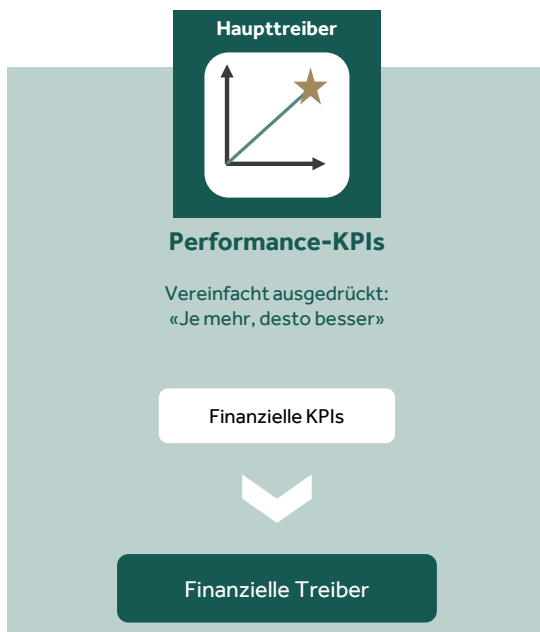 Haupttreiber
Performance-KPIs
Vereinfacht ausgedrückt:
«Je mehr, desto besser»
Finanzielle KPIs
Finanzielle Treiber